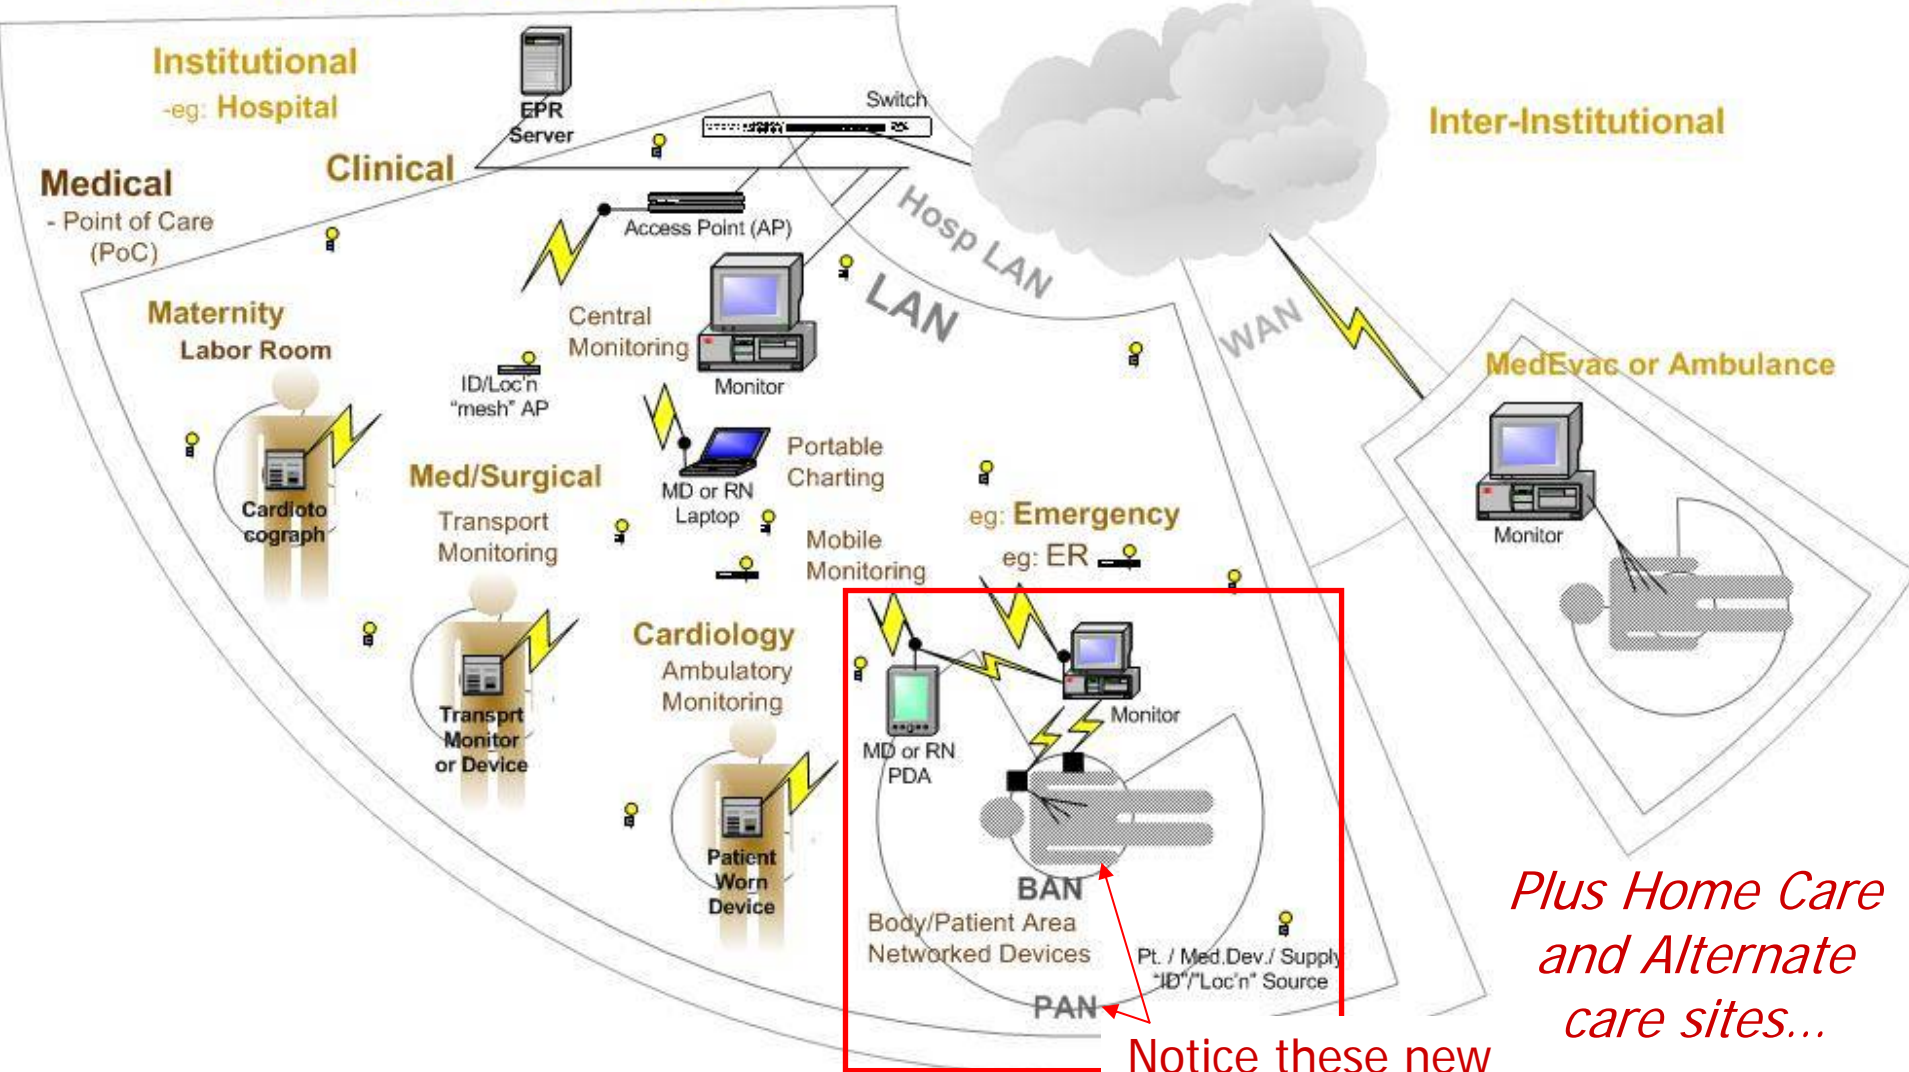 Institutional
-eg: Hospital
EPR
Server
Switch
Inter-Institutional
Clinical
Medical
- Point of Care
(PoC)
Access Point (AP)
Hosp LAN
LAN
WAN
Maternity
Labor Room
Central
Monitoring
Monitor
ID/Loc'n
"mesh" AP
MedEvac or Ambulance
Monitor
Portable
Charting
MD or RN
Laptop
Cardioto
cograph
Med/Surgical
Transport
Monitoring
Mobile
Monitoring
eg: Emergency
eg: ER
Cardiology
Ambulatory
Monitoring
Transprt
Monitor
or Device
Monitor
MD or RN
PDA
Patient
Worn
Device
BAN
Body/Patient Area
Networked Devices
Pt. / Med.Dev./ Supply
"ID"/"Loc'n" Source
PAN
Plus Home Care
and Alternate
care sites...
Notice these new